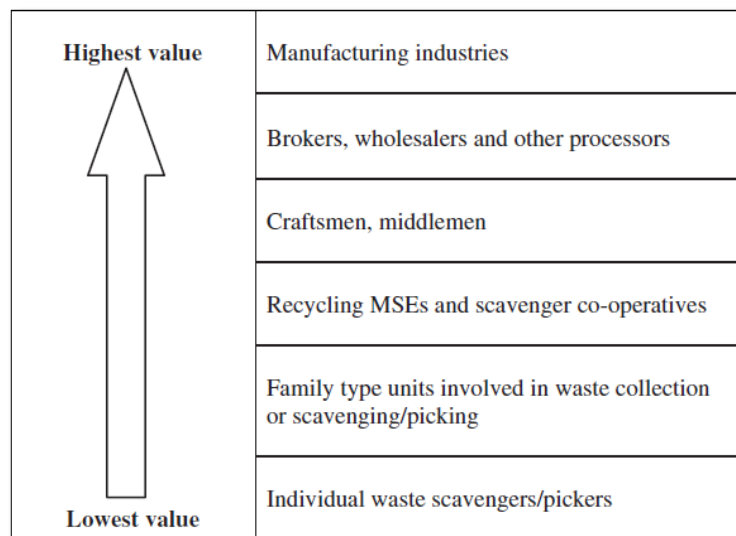 Highest value
Manufacturing industries
Brokers, wholesalers and other processors
Craftsmen, middlemen
Recycling MSEs and scavenger co-operatives
Family type units involved in waste collection
or scavenging/picking
Individual waste scavengers/pickers
Lowest value